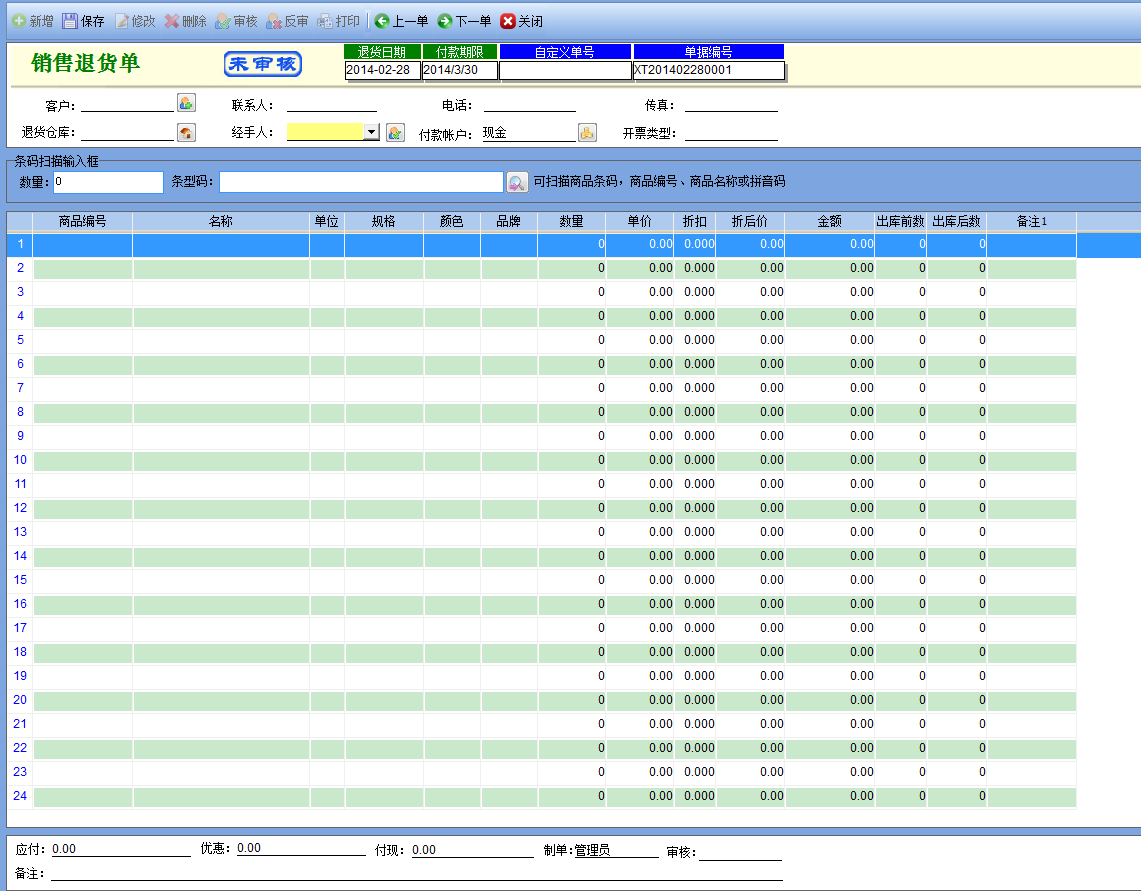 新增 保存 修改 删除 审核 反审 打印 上一单 下一单 关闭
销售退货单 未审核 退货日期 付款期限 自定义单号 单据编号
2014-02-28 2014/3/30 XT201402280001
客户: 联系人: 电话: 传真:
退货仓库: 经手人: 付款帐户: 现金 开票类型:
条码扫描输入框
数量: 0 条型码: 可扫描商品条码，商品编号、商品名称或拼音码
商品编号 名称 单位 规格 颜色 品牌 数量 单价 折扣 折后价 金额 出库前数 出库后数 备注1
1 0 0.00 0.000 0.00 0.00 0 0
2 0 0.00 0.000 0.00 0.00 0 0
3 0 0.00 0.000 0.00 0.00 0 0
4 0 0.00 0.000 0.00 0.00 0 0
5 0 0.00 0.000 0.00 0.00 0 0
6 0 0.00 0.000 0.00 0.00 0 0
7 0 0.00 0.000 0.00 0.00 0 0
8 0 0.00 0.000 0.00 0.00 0 0
9 0 0.00 0.000 0.00 0.00 0 0
10 0 0.00 0.000 0.00 0.00 0 0
11 0 0.00 0.000 0.00 0.00 0 0
12 0 0.00 0.000 0.00 0.00 0 0
13 0 0.00 0.000 0.00 0.00 0 0
14 0 0.00 0.000 0.00 0.00 0 0
15 0 0.00 0.000 0.00 0.00 0 0
16 0 0.00 0.000 0.00 0.00 0 0
17 0 0.00 0.000 0.00 0.00 0 0
18 0 0.00 0.000 0.00 0.00 0 0
19 0 0.00 0.000 0.00 0.00 0 0
20 0 0.00 0.000 0.00 0.00 0 0
21 0 0.00 0.000 0.00 0.00 0 0
22 0 0.00 0.000 0.00 0.00 0 0
23 0 0.00 0.000 0.00 0.00 0 0
24 0 0.00 0.000 0.00 0.00 0 0
应付: 0.00 优惠: 0.00 付现: 0.00 制单:管理员 审核:
备注: